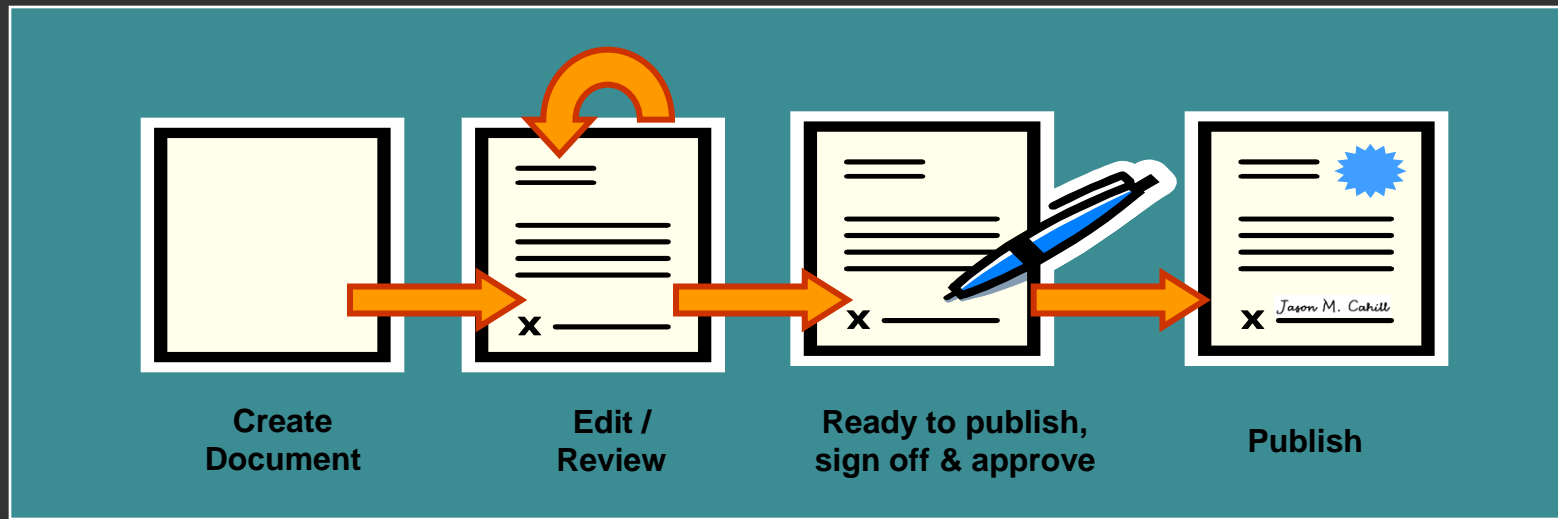 x
x
Jason M. Cahill
x
Create
Document
Edit /
Review
Ready to publish,
sign off & approve
Publish